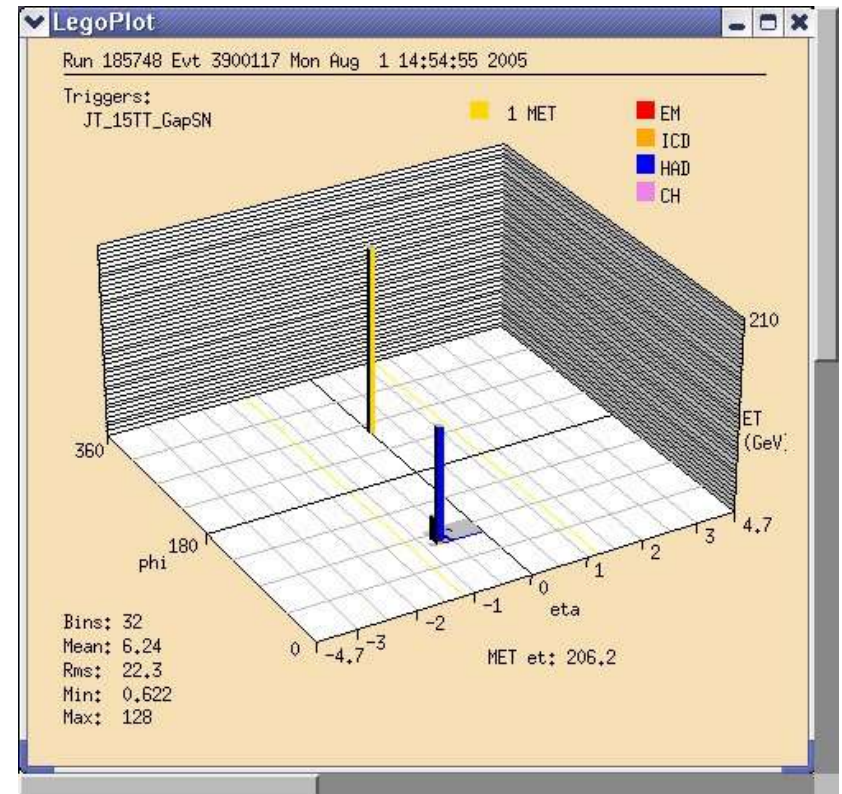 LegoPlot
Run 185748 Evt 3900117 Mon Aug 1 14:54:55 2005
Triggers:
JT_15TT_GapSN
1 MET
EM
ICD
HAD
CH
210
ET
(GeV)
360
180
phi
0
-4.7
-3
-2
-1
0
1
2
3
4.7
eta
MET et: 206.2
Bins: 32
Mean: 6.24
Rms: 22.3
Min: 0.622
Max: 128